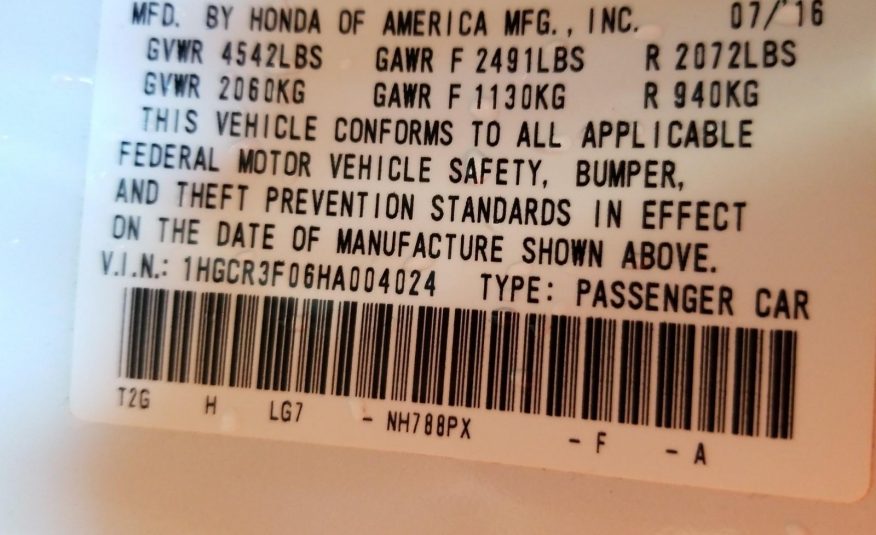 MFD. BY HONDA OF AMERICA MFG., INC. 07/16
GVWR 4542LBS GAWR F 2491LBS R 2072LBS
GVWR 2060KG GAWR F 1130KG R 940KG
THIS VEHICLE CONFORMS TO ALL APPLICABLE
FEDERAL MOTOR VEHICLE SAFETY, BUMPER,
AND THEFT PREVENTION STANDARDS IN EFFECT
ON THE DATE OF MANUFACTURE SHOWN ABOVE.
V.I.N.: 1HGCR3F06HA004024 TYPE: PASSENGER CAR
T2G H LG7 - NH788PX - F - A